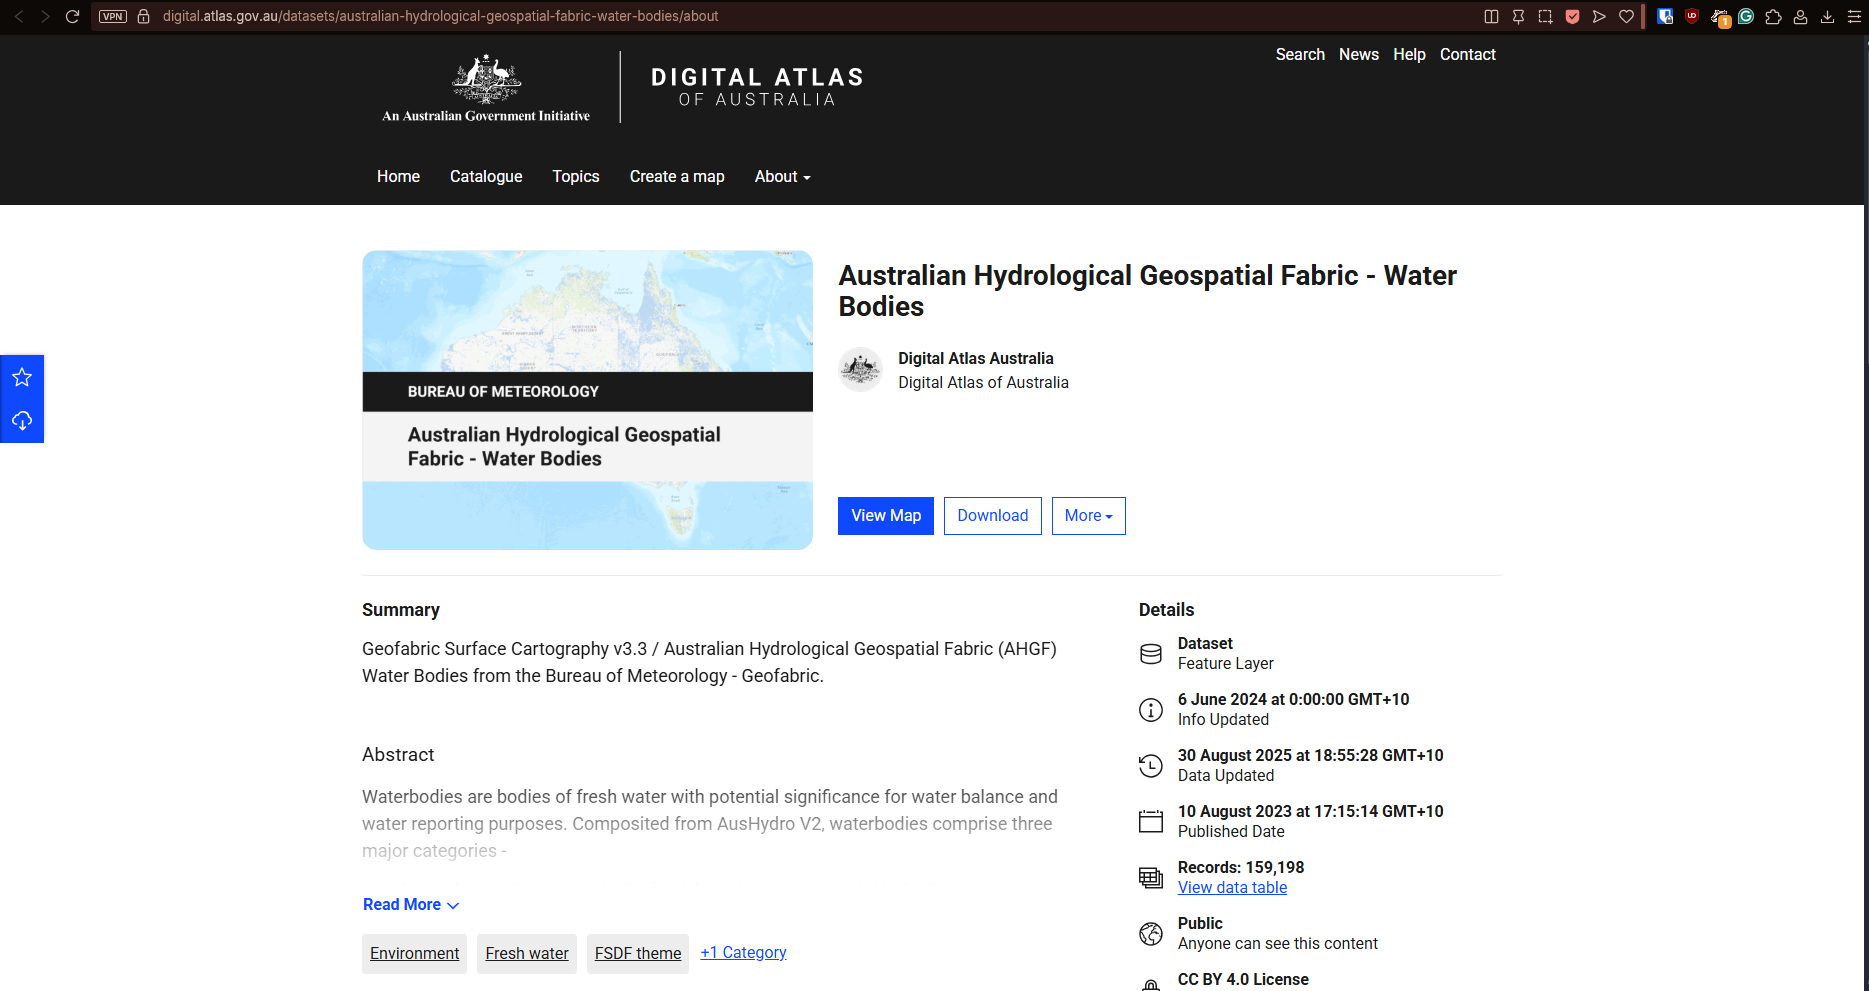 VPN
digital.atlas.gov.au/datasets/australian-hydrological-geospatial-fabric-water-bodies/about
1
Search News Help Contact
An Australian Government Initiative
DIGITAL ATLAS
OF AUSTRALIA
Home Catalogue Topics Create a map About
BUREAU OF METEOROLOGY
Australian Hydrological Geospatial
Fabric - Water Bodies
Australian Hydrological Geospatial Fabric - Water
Bodies
Digital Atlas Australia
Digital Atlas of Australia
View Map Download More
Summary
Geofabric Surface Cartography v3.3 / Australian Hydrological Geospatial Fabric (AHGF)
Water Bodies from the Bureau of Meteorology - Geofabric.
Abstract
Waterbodies are bodies of fresh water with potential significance for water balance and
water reporting purposes. Composited from AusHydro V2, waterbodies comprise three
major categories -
Read More
Environment Fresh water FSDF theme +1 Category
Details
Dataset
Feature Layer
6 June 2024 at 0:00:00 GMT+10
Info Updated
30 August 2025 at 18:55:28 GMT+10
Data Updated
10 August 2023 at 17:15:14 GMT+10
Published Date
Records: 159,198
View data table
Public
Anyone can see this content
CC BY 4.0 License